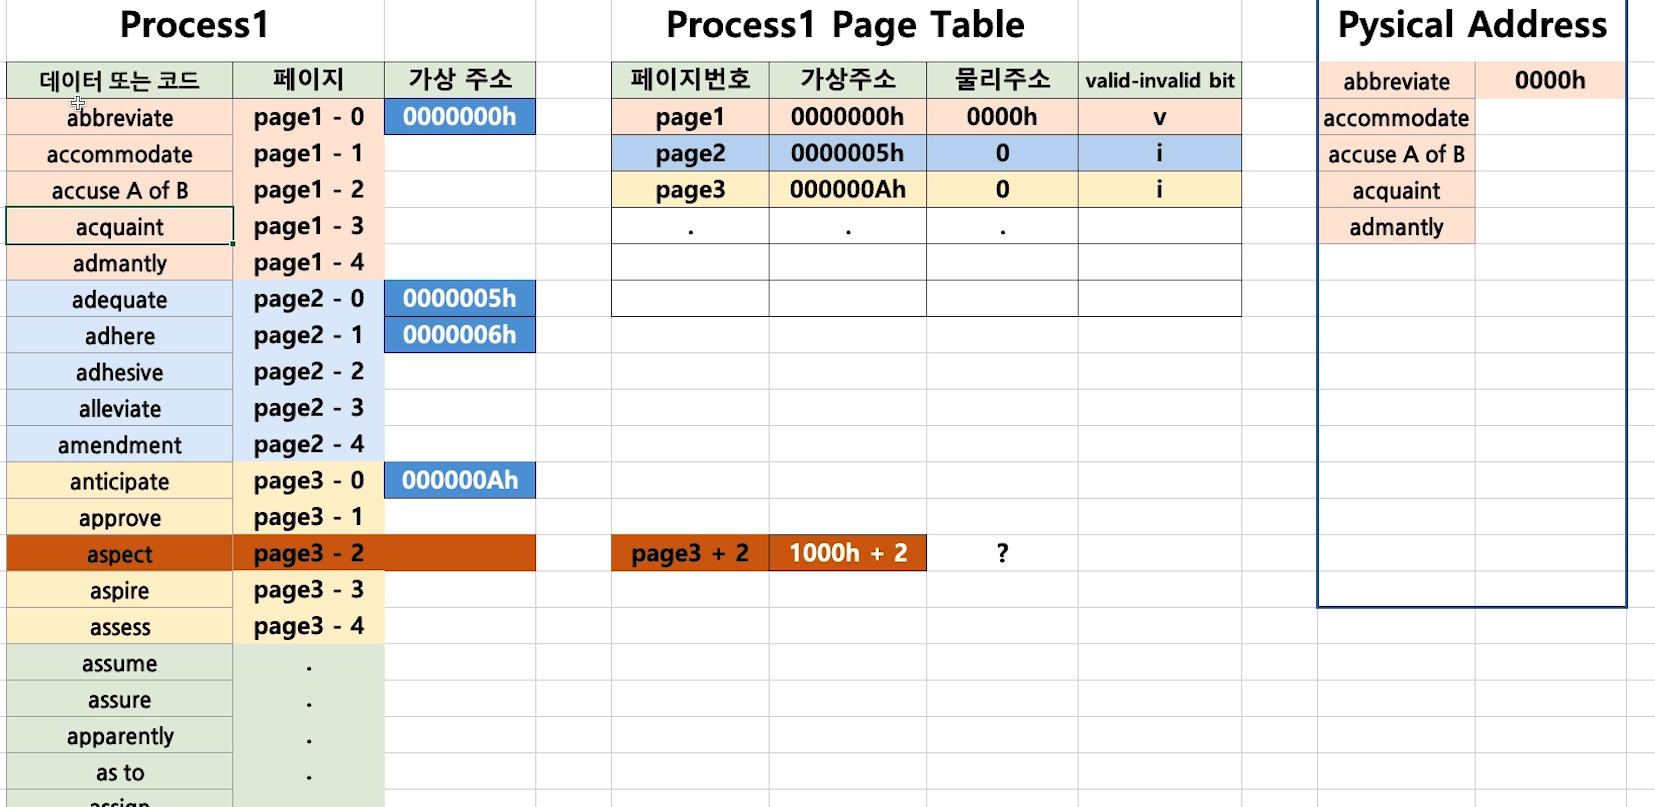 Process1 Process1 Page Table Pysical Address
데이터 또는 코드 페이지 가상 주소 페이지번호 가상주소 물리주소 valid-invalid bit abbreviate 0000h
abbreviate page1 - 0 0000000h page1 0000000h 0000h v accommodate
accommodate page1 - 1 page2 0000005h 0 i accuse A of B
accuse A of B page1 - 2 page3 000000Ah 0 i acquaint
acquaint page1 - 3 . . . admantly
admantly page1 - 4
adequate page2 - 0 0000005h
adhere page2 - 1 0000006h
adhesive page2 - 2
alleviate page2 - 3
amendment page2 - 4
anticipate page3 - 0 000000Ah
approve page3 - 1
aspect page3 - 2 page3 + 2 1000h + 2 ?
aspire page3 - 3
assess page3 - 4
assume .
assure .
apparently .
as to .
assign